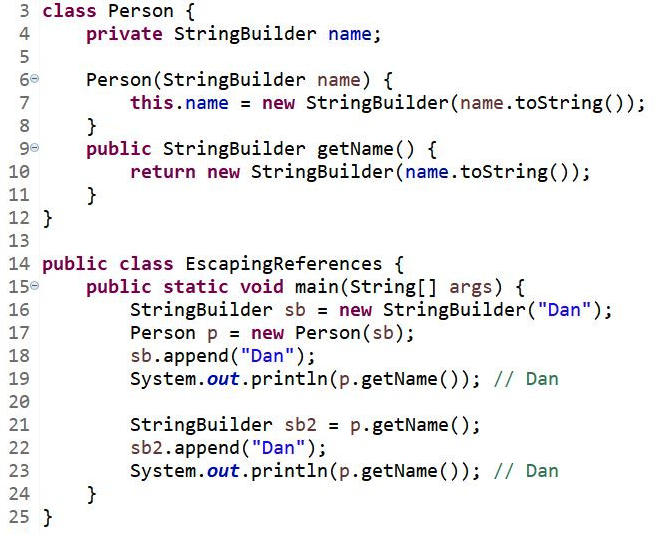 3 class Person {
4     private StringBuilder name;
5
6     Person(StringBuilder name) {
7         this.name = new StringBuilder(name.toString());
8     }
9     public StringBuilder getName() {
10         return new StringBuilder(name.toString());
11     }
12 }
13
14 public class EscapingReferences {
15     public static void main(String[] args) {
16         StringBuilder sb = new StringBuilder("Dan");
17         Person p = new Person(sb);
18         sb.append("Dan");
19         System.out.println(p.getName()); // Dan
20
21         StringBuilder sb2 = p.getName();
22         sb2.append("Dan");
23         System.out.println(p.getName()); // Dan
24     }
25 }